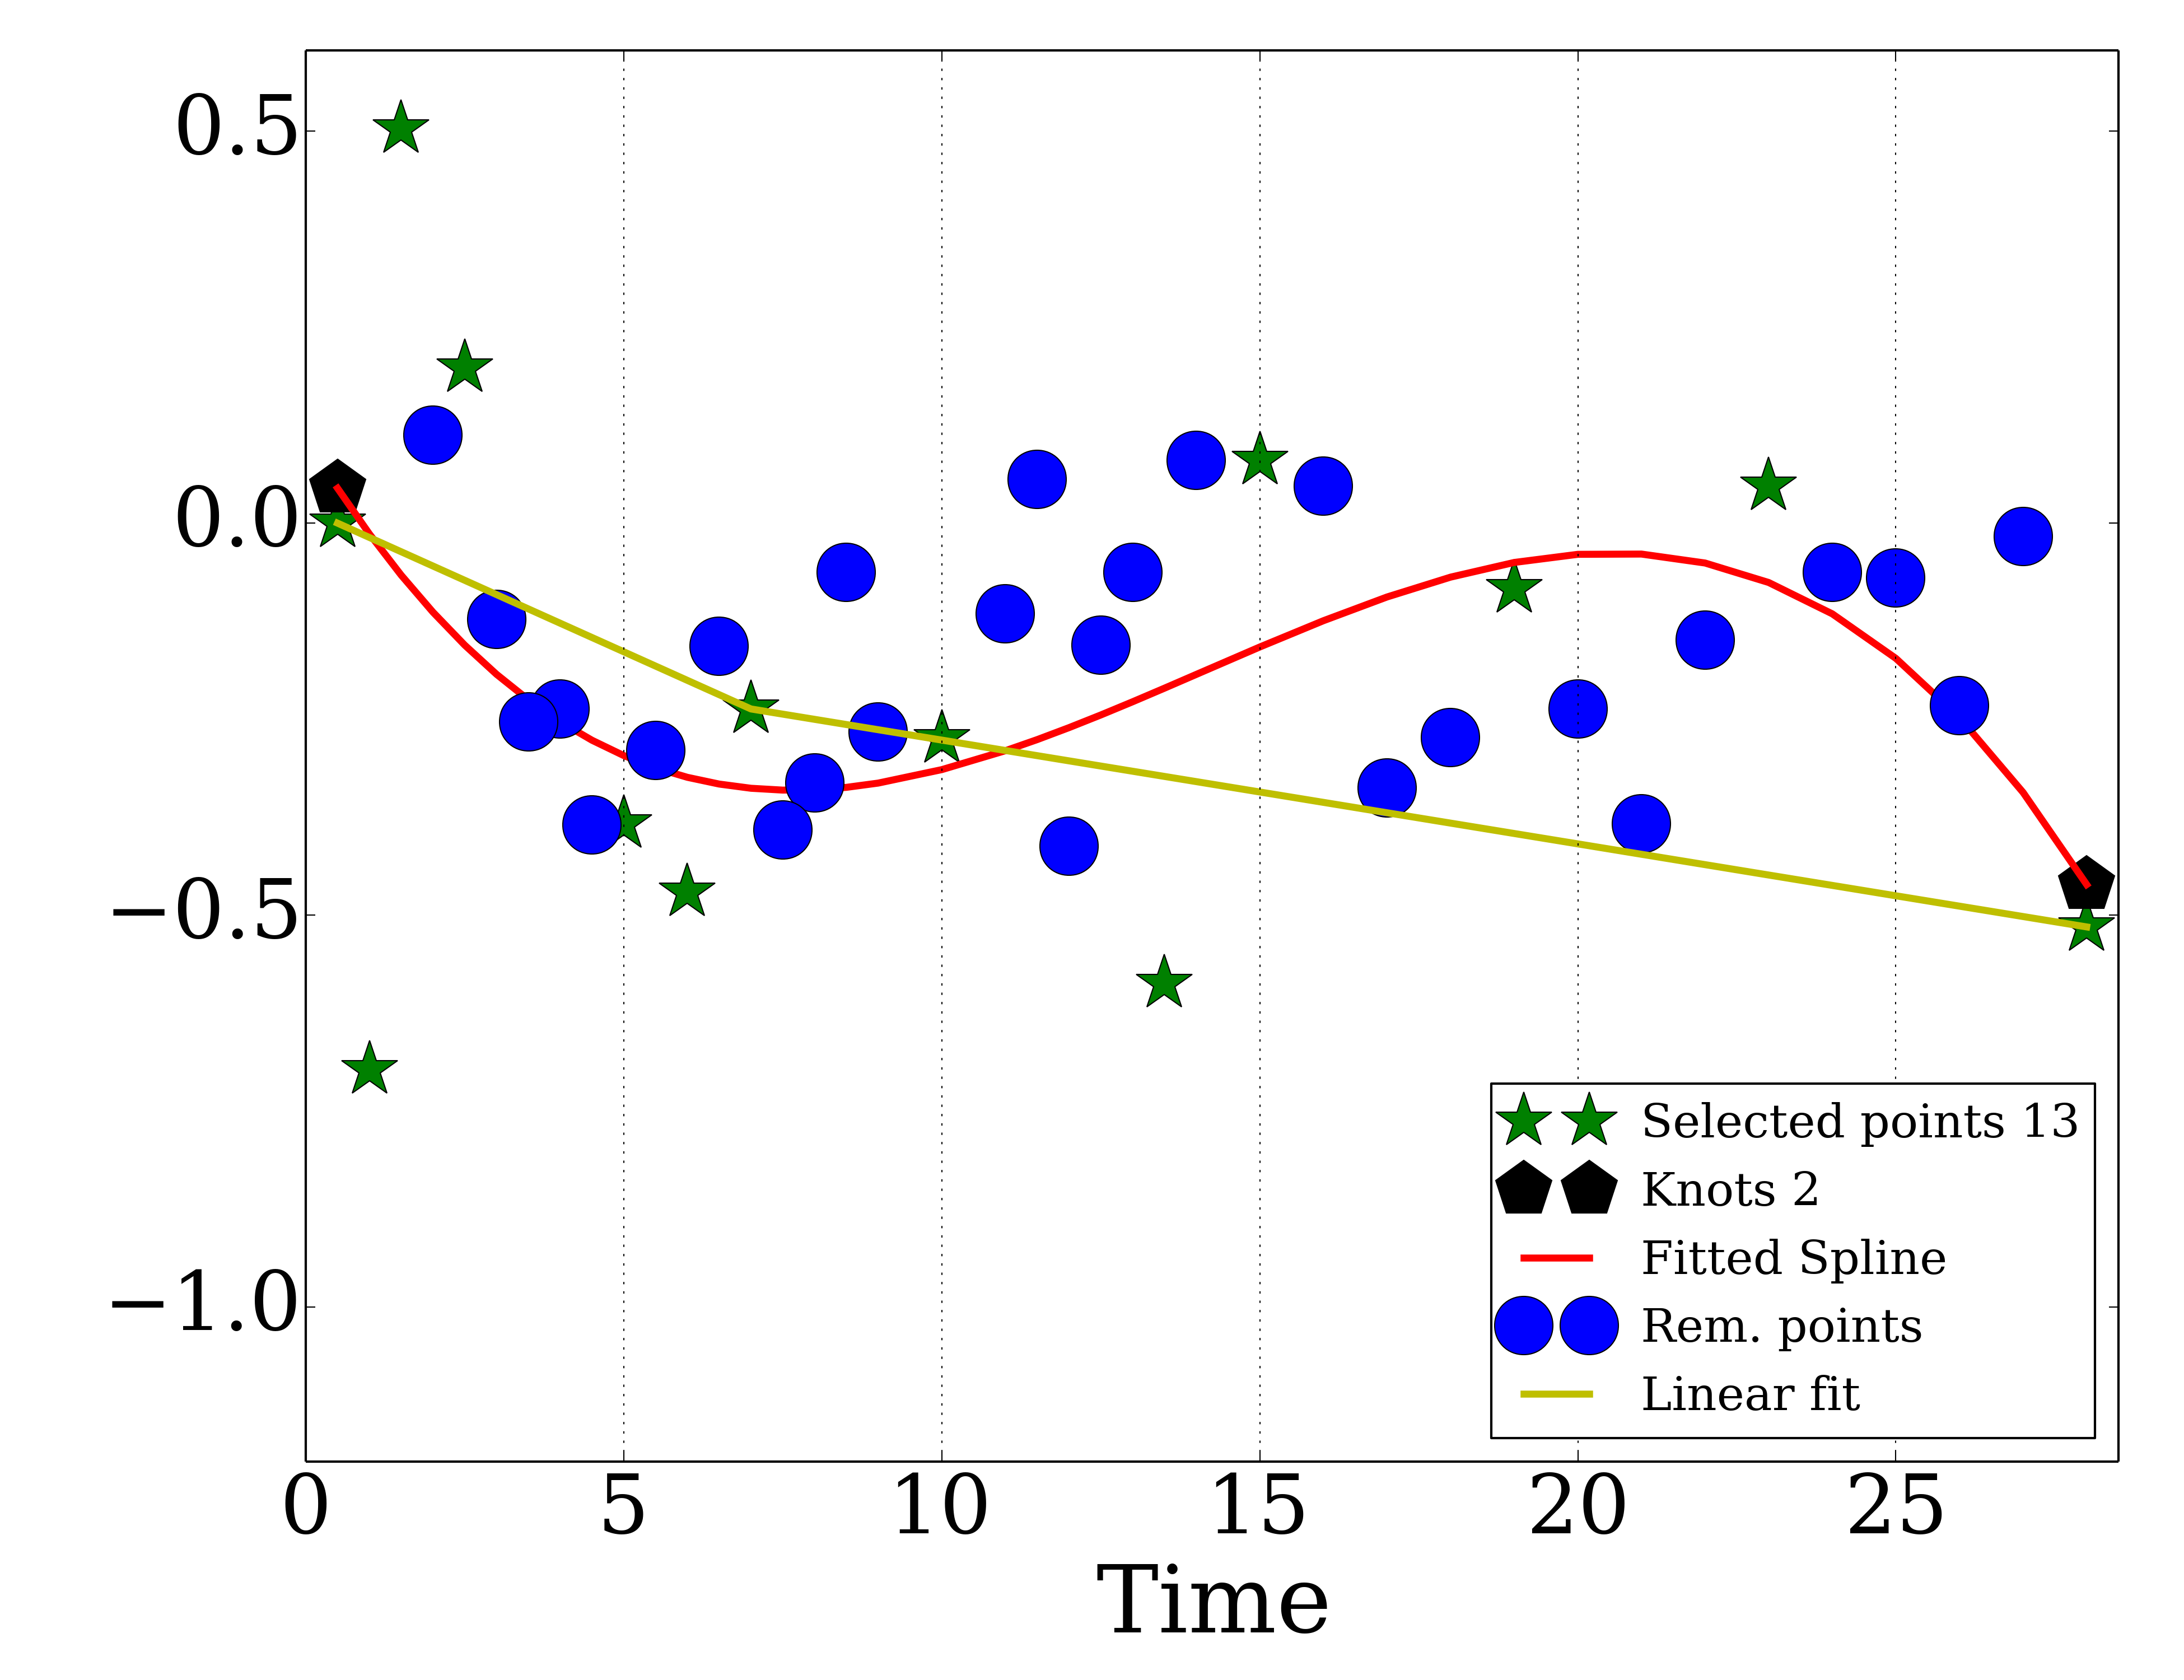 0.5
0.0
−0.5
−1.0
0 5 10 15 20 25
Time
Selected points 13
Knots 2
Fitted Spline
Rem. points
Linear fit